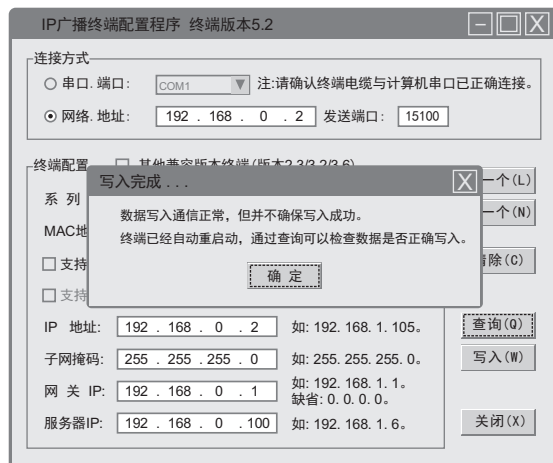 IP广播终端配置程序 终端版本5.2
连接方式
串口. 端口: COM1 注:请确认终端电缆与计算机串口已正确连接。
网络. 地址: 192 . 168 . 0 . 2 发送端口: 15100
终端配置 其他兼容版本终端(版本2.3/3.2/3.6)
写入完成 . . .
一个(L)
系 列
数据写入通信正常，但并不确保写入成功。
一个(N)
MAC地
终端已经自动重启动，通过查询可以检查数据是否正确写入。
支持
除(C)
确 定
支持
IP 地址: 192 . 168 . 0 . 2 如: 192. 168. 1. 105。 查询(Q)
子网掩码: 255 . 255 . 255 . 0 如: 255. 255. 255. 0。 写入(W)
网 关 IP: 192 . 168 . 0 . 1 如: 192. 168. 1. 1。
缺省: 0. 0. 0. 0。
服务器IP: 192 . 168 . 0 . 100 如: 192. 168. 1. 6。 关闭(X)